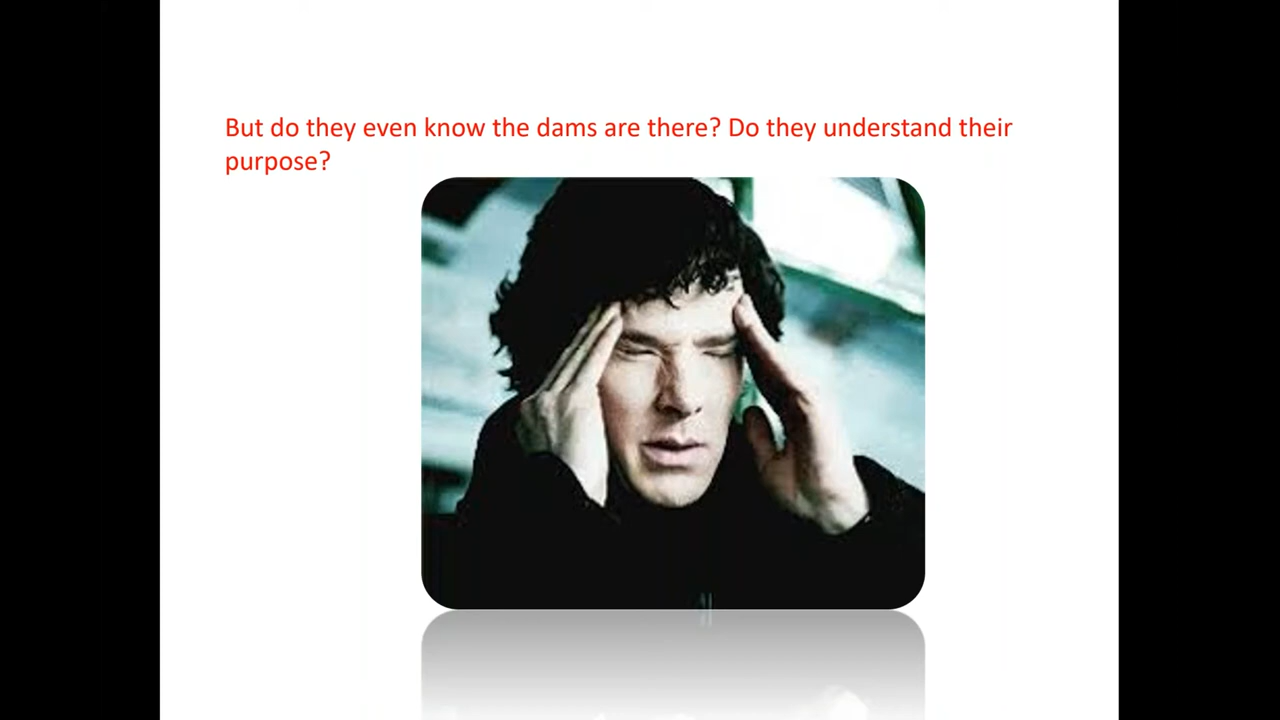 But do they even know the dams are there? Do they understand their
purpose?